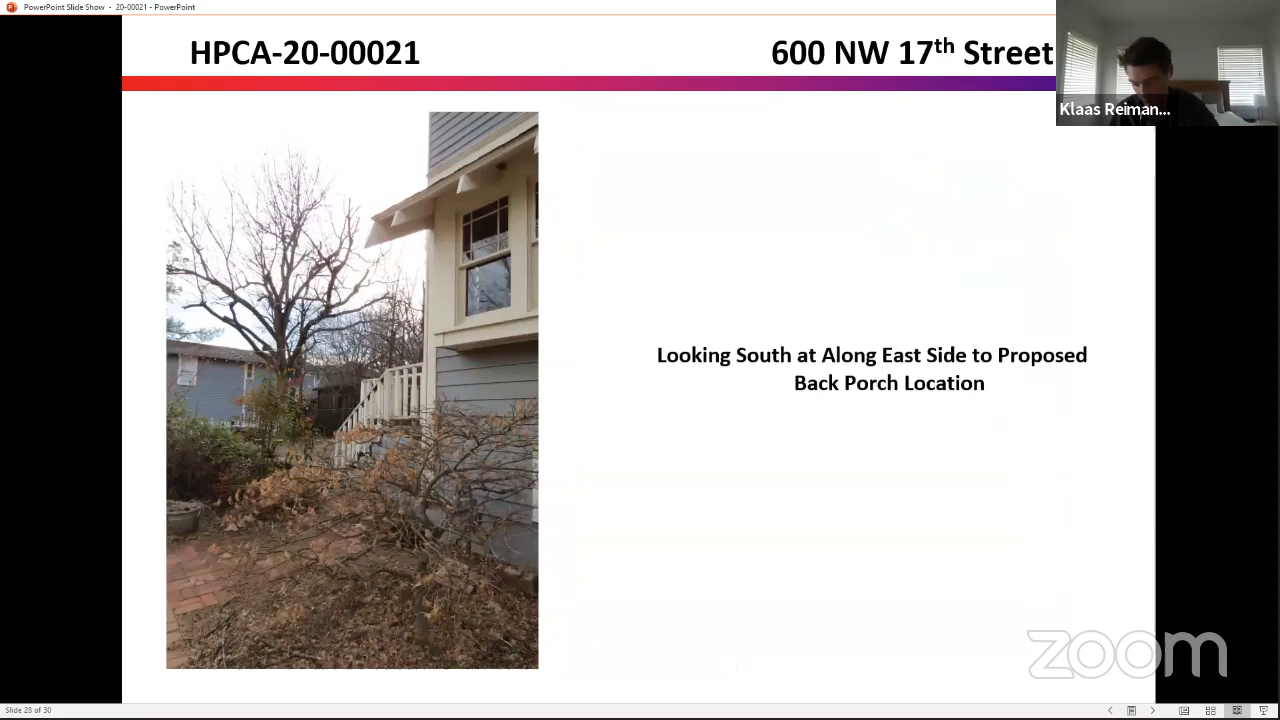 PowerPoint Slide Show - 20-00021 - PowerPoint
HPCA-20-00021
600 NW 17th Street
Klaas Reiman...
Looking South at Along East Side to Proposed
Back Porch Location
zoom
Slide 28 of 30